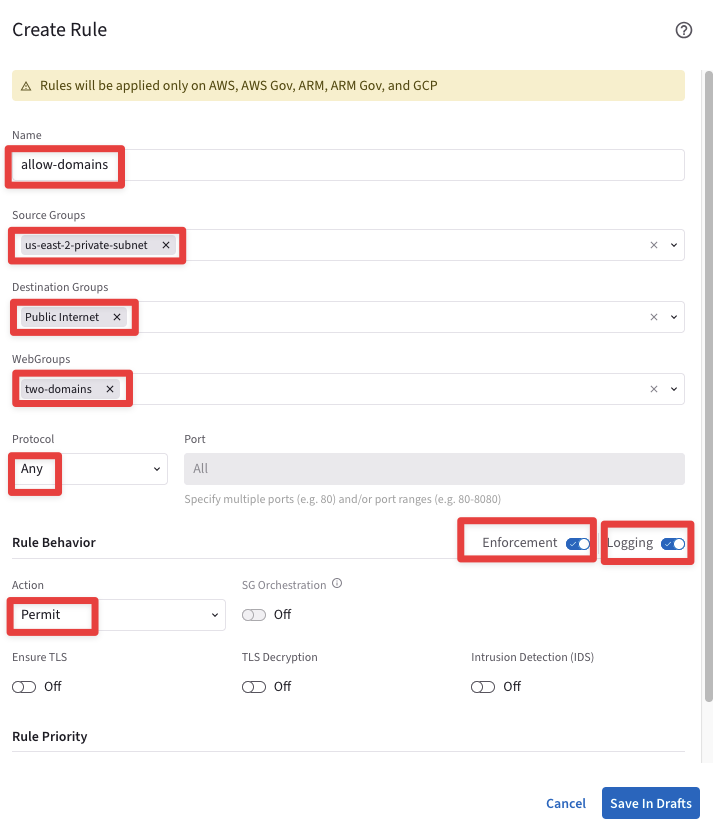 Create Rule
Rules will be applied only on AWS, AWS Gov, ARM, ARM Gov, and GCP
Name
allow-domains
Source Groups
us-east-2-private-subnet
Destination Groups
Public Internet
WebGroups
two-domains
Protocol
Port
Any
All
Specify multiple ports (e.g. 80) and/or port ranges (e.g. 80-8080)
Rule Behavior
Enforcement
Logging
Action
SG Orchestration
Permit
Off
Ensure TLS
TLS Decryption
Intrusion Detection (IDS)
Off
Off
Off
Rule Priority
Cancel
Save In Drafts